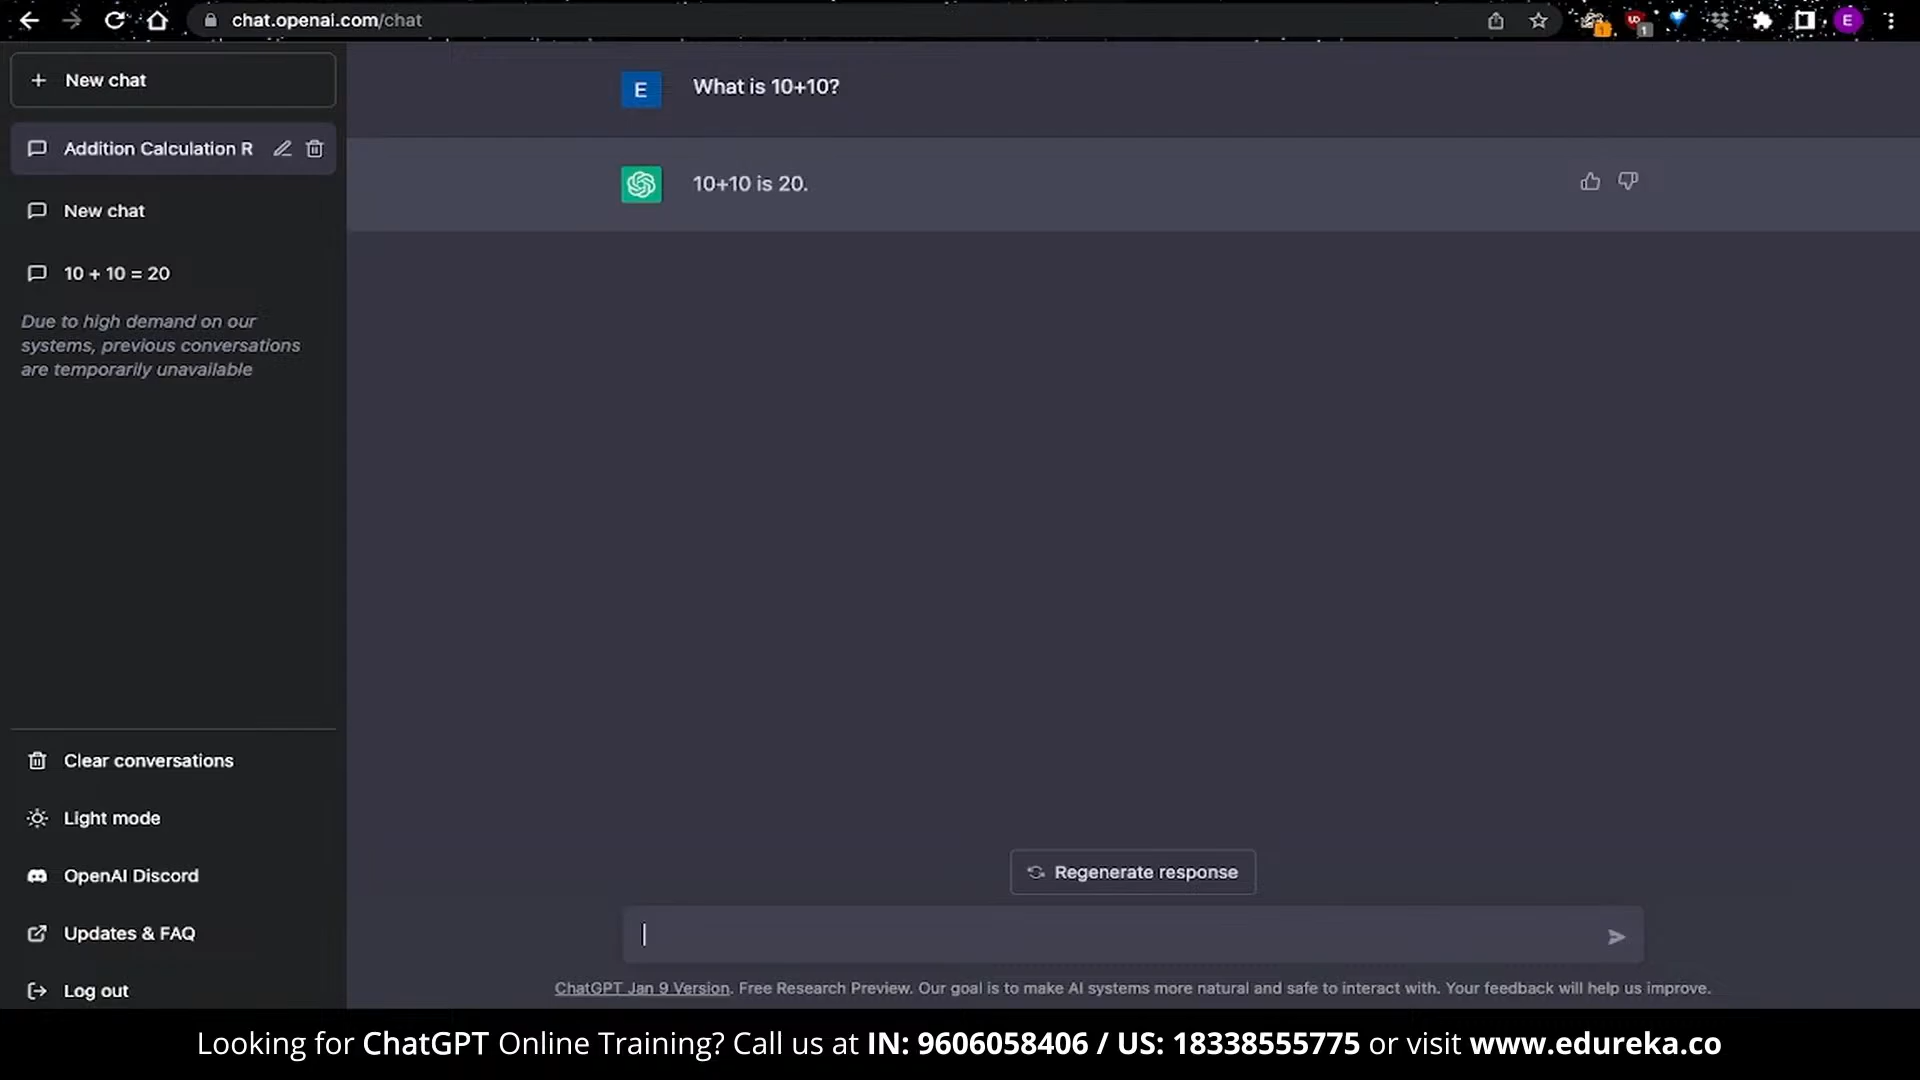 chat.openai.com/chat
1
UD
1
E
New chat
Addition Calculation R
New chat
10 + 10 = 20
Due to high demand on our
systems, previous conversations
are temporarily unavailable
Clear conversations
Light mode
OpenAI Discord
Updates & FAQ
Log out
E
What is 10+10?
10+10 is 20.
Regenerate response
ChatGPT Jan 9 Version. Free Research Preview. Our goal is to make AI systems more natural and safe to interact with. Your feedback will help us improve.
Looking for ChatGPT Online Training? Call us at IN: 9606058406 / US: 18338555775 or visit www.edureka.co